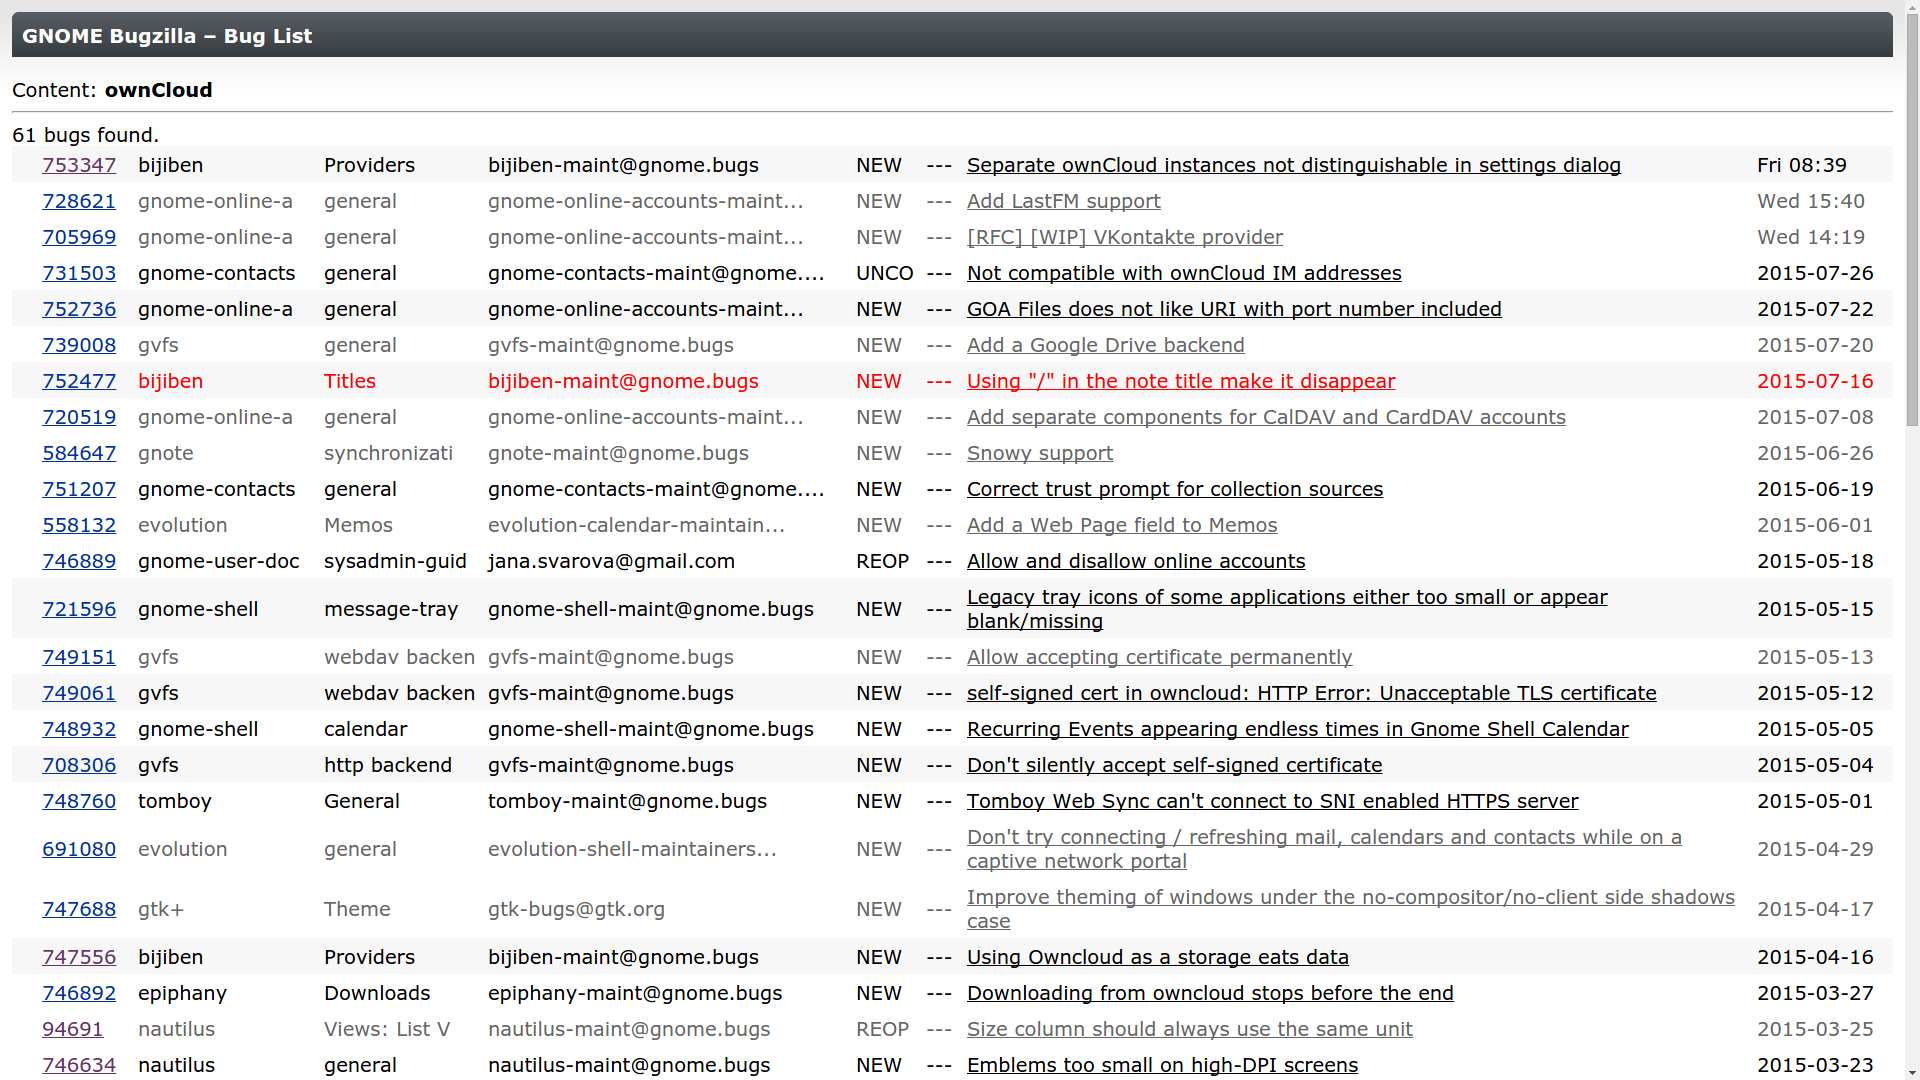 GNOME Bugzilla – Bug List
Content: ownCloud
61 bugs found.
753347 bijiben Providers bijiben-maint@gnome.bugs NEW --- Separate ownCloud instances not distinguishable in settings dialog Fri 08:39
728621 gnome-online-a general gnome-online-accounts-maint... NEW --- Add LastFM support Wed 15:40
705969 gnome-online-a general gnome-online-accounts-maint... NEW --- [RFC] [WIP] VKontakte provider Wed 14:19
731503 gnome-contacts general gnome-contacts-maint@gnome.... UNCO --- Not compatible with ownCloud IM addresses 2015-07-26
752736 gnome-online-a general gnome-online-accounts-maint... NEW --- GOA Files does not like URI with port number included 2015-07-22
739008 gvfs general gvfs-maint@gnome.bugs NEW --- Add a Google Drive backend 2015-07-20
752477 bijiben Titles bijiben-maint@gnome.bugs NEW --- Using "/" in the note title make it disappear 2015-07-16
720519 gnome-online-a general gnome-online-accounts-maint... NEW --- Add separate components for CalDAV and CardDAV accounts 2015-07-08
584647 gnote synchronizati gnote-maint@gnome.bugs NEW --- Snowy support 2015-06-26
751207 gnome-contacts general gnome-contacts-maint@gnome.... NEW --- Correct trust prompt for collection sources 2015-06-19
558132 evolution Memos evolution-calendar-maintain... NEW --- Add a Web Page field to Memos 2015-06-01
746889 gnome-user-doc sysadmin-guid jana.svarova@gmail.com REOP --- Allow and disallow online accounts 2015-05-18
721596 gnome-shell message-tray gnome-shell-maint@gnome.bugs NEW --- Legacy tray icons of some applications either too small or appear
blank/missing 2015-05-15
749151 gvfs webdav backen gvfs-maint@gnome.bugs NEW --- Allow accepting certificate permanently 2015-05-13
749061 gvfs webdav backen gvfs-maint@gnome.bugs NEW --- self-signed cert in owncloud: HTTP Error: Unacceptable TLS certificate 2015-05-12
748932 gnome-shell calendar gnome-shell-maint@gnome.bugs NEW --- Recurring Events appearing endless times in Gnome Shell Calendar 2015-05-05
708306 gvfs http backend gvfs-maint@gnome.bugs NEW --- Don't silently accept self-signed certificate 2015-05-04
748760 tomboy General tomboy-maint@gnome.bugs NEW --- Tomboy Web Sync can't connect to SNI enabled HTTPS server 2015-05-01
691080 evolution general evolution-shell-maintainers... NEW --- Don't try connecting / refreshing mail, calendars and contacts while on a
captive network portal 2015-04-29
747688 gtk+ Theme gtk-bugs@gtk.org NEW --- Improve theming of windows under the no-compositor/no-client side shadows
case 2015-04-17
747556 bijiben Providers bijiben-maint@gnome.bugs NEW --- Using Owncloud as a storage eats data 2015-04-16
746892 epiphany Downloads epiphany-maint@gnome.bugs NEW --- Downloading from owncloud stops before the end 2015-03-27
94691 nautilus Views: List V nautilus-maint@gnome.bugs REOP --- Size column should always use the same unit 2015-03-25
746634 nautilus general nautilus-maint@gnome.bugs NEW --- Emblems too small on high-DPI screens 2015-03-23